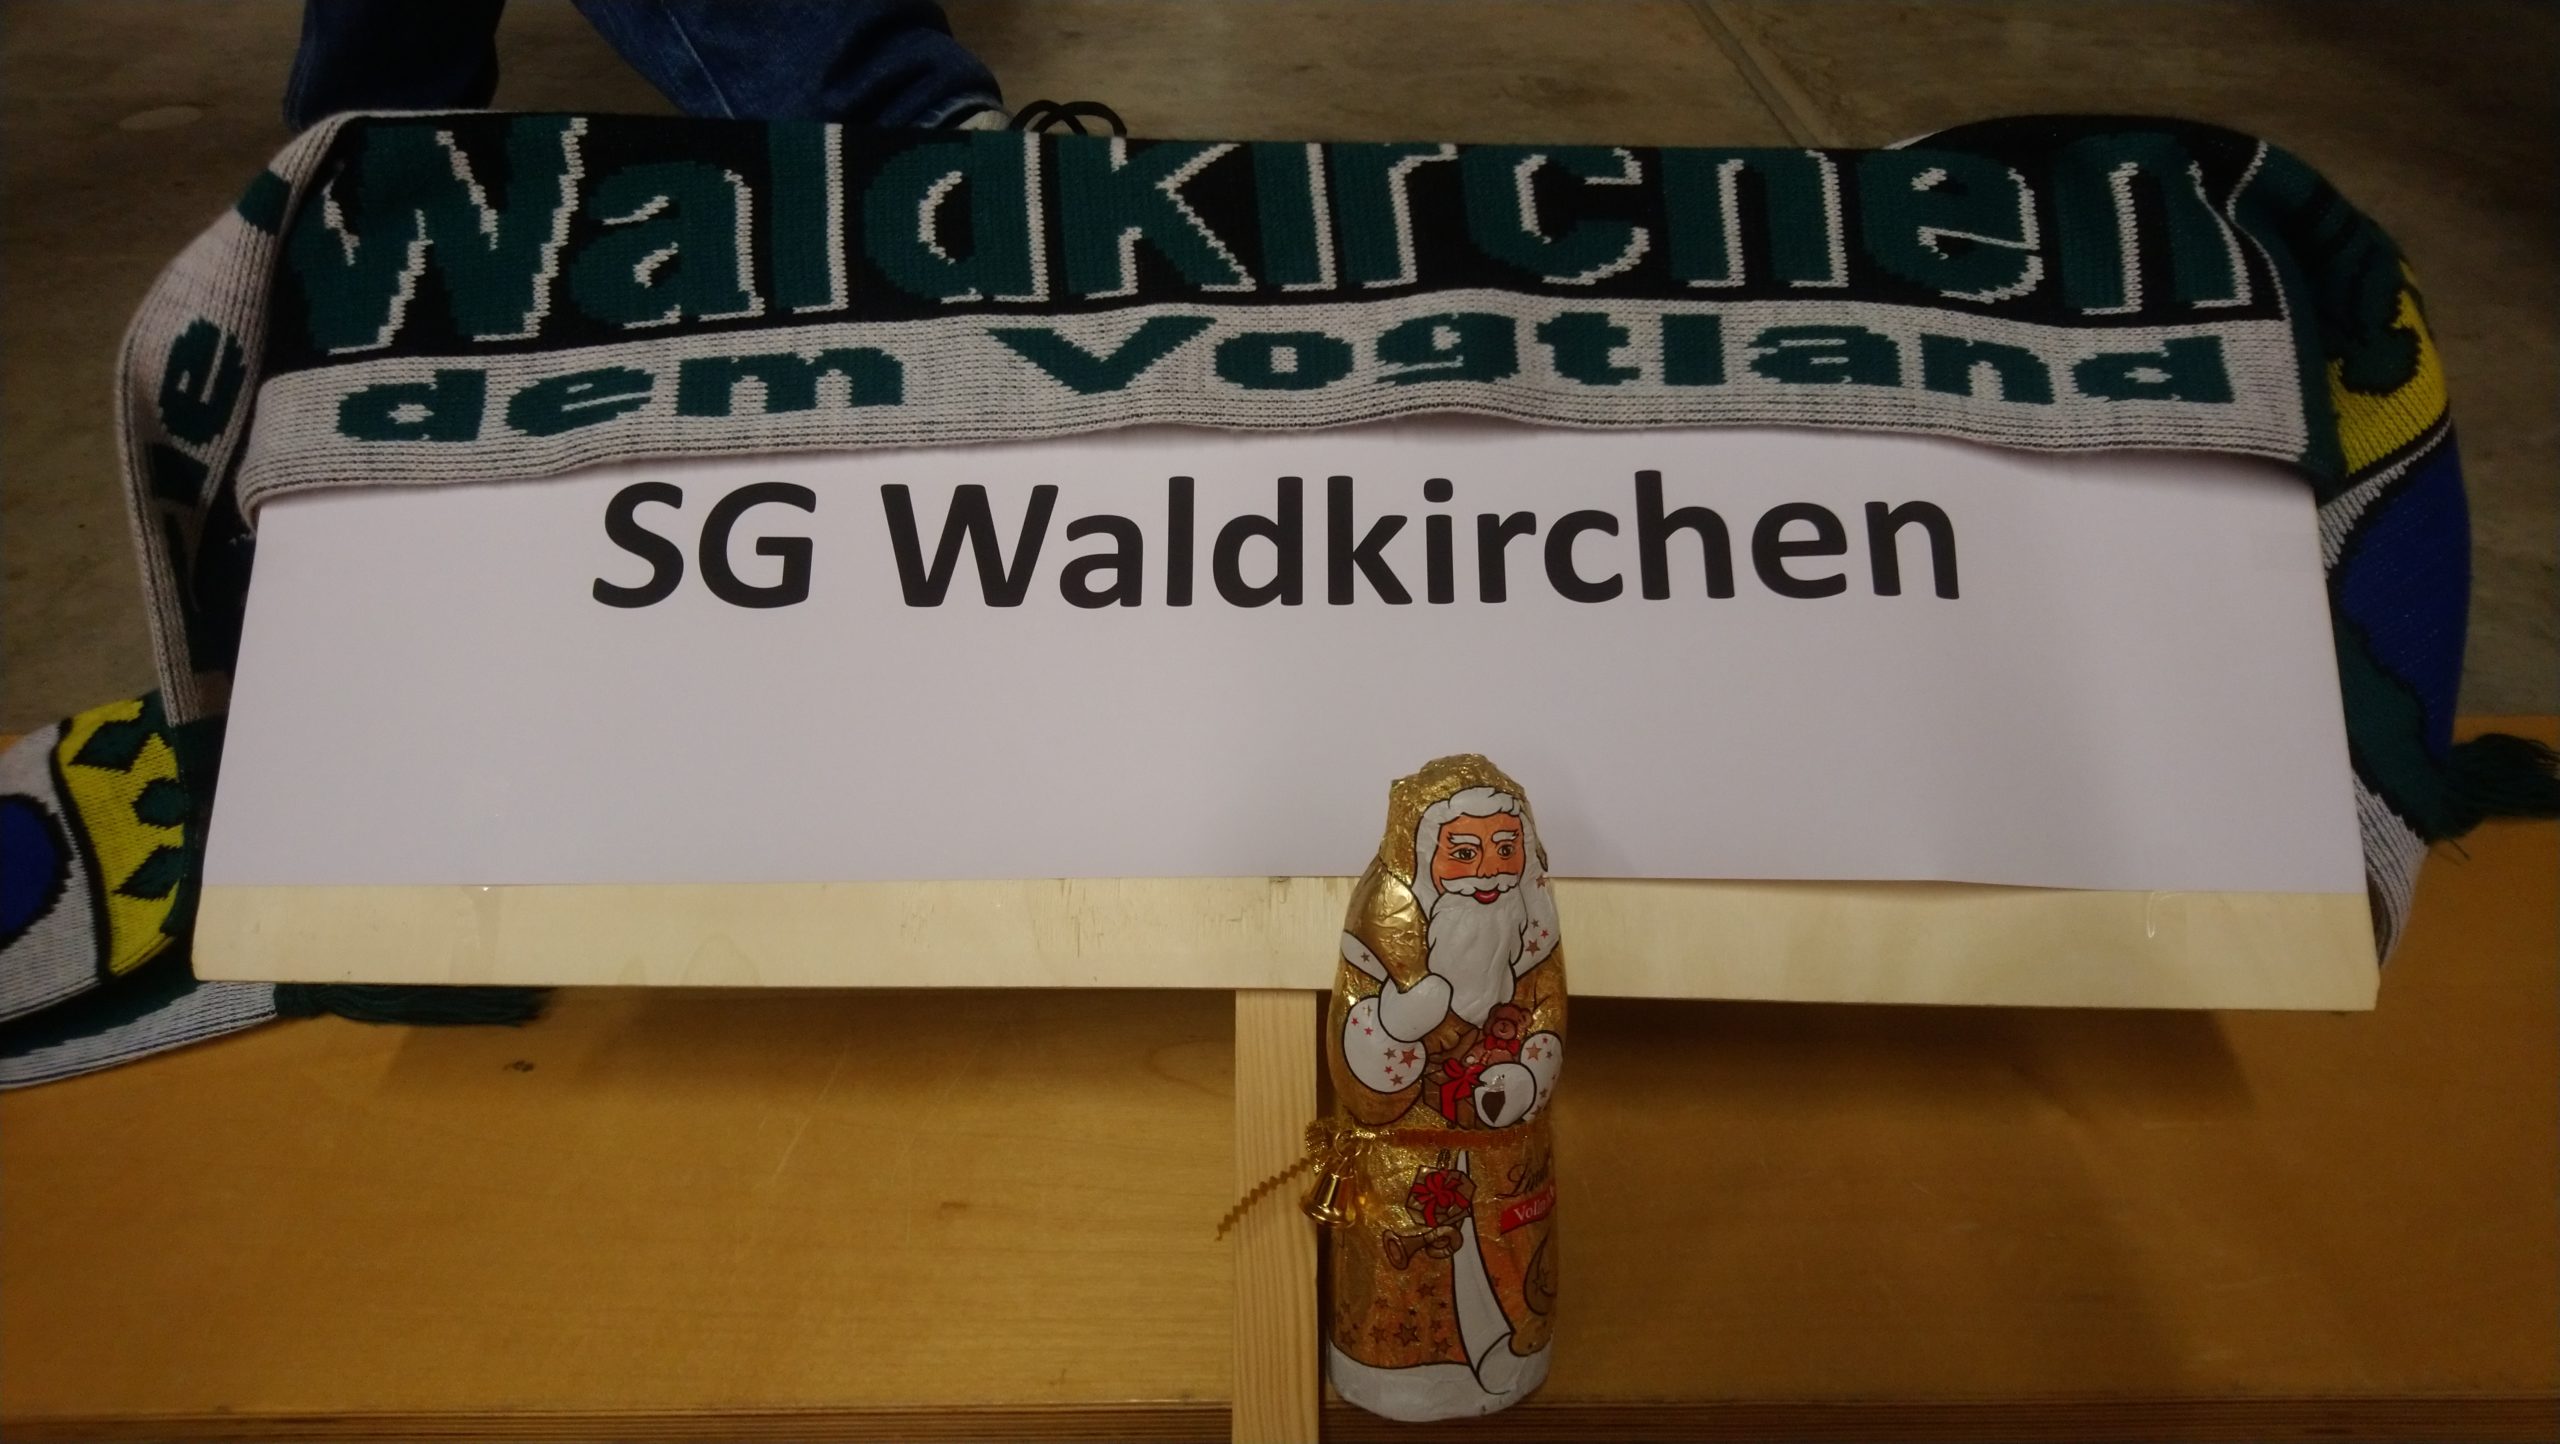 Waldkirchen
dem Vogtland
SG Waldkirchen